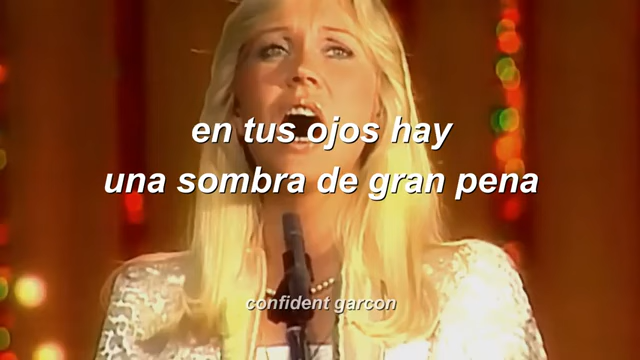 en tus ojos hay
una sombra de gran pena
confident garcon